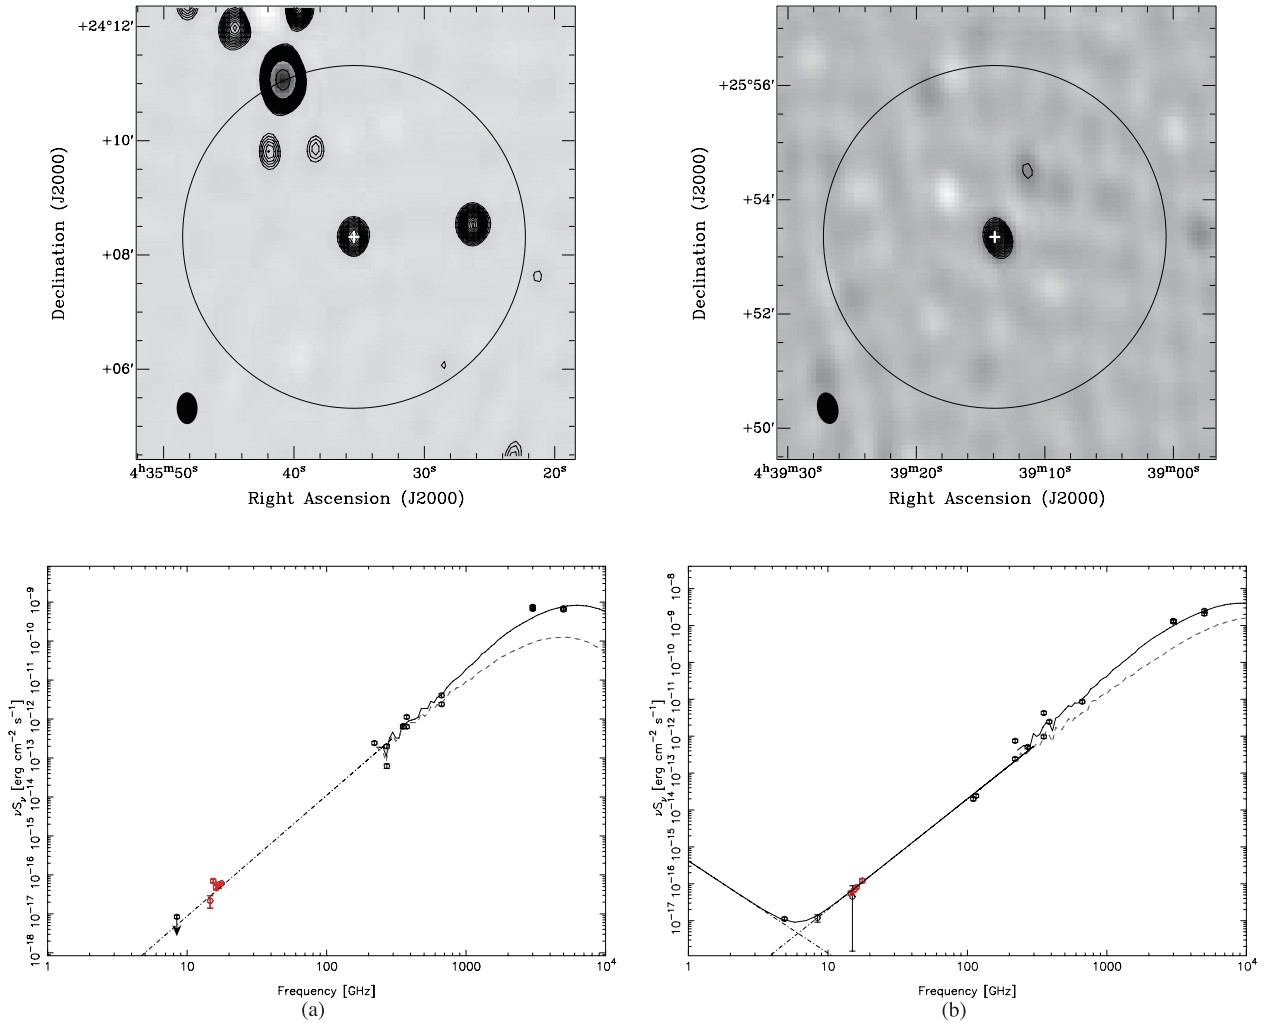 +24°12′
+10′
+08′
+06′
Declination (J2000)
4ʰ35ᵐ50ˢ 40ˢ 30ˢ 20ˢ
Right Ascension (J2000)
+25°56′
+54′
+52′
+50′
Declination (J2000)
4ʰ39ᵐ30ˢ 39ᵐ20ˢ 39ᵐ10ˢ 39ᵐ00ˢ
Right Ascension (J2000)
10⁻⁹
10⁻¹⁰
10⁻¹¹
10⁻¹²
10⁻¹³
10⁻¹⁴
10⁻¹⁵
10⁻¹⁶
10⁻¹⁷
10⁻¹⁸
νSᵥ [erg cm⁻² s⁻¹]
1 10 100 1000 10⁴
Frequency [GHz]
(a)
10⁻⁸
10⁻⁹
10⁻¹⁰
10⁻¹¹
10⁻¹²
10⁻¹³
10⁻¹⁴
10⁻¹⁵
10⁻¹⁶
10⁻¹⁷
νSᵥ [erg cm⁻² s⁻¹]
1 10 100 1000 10⁴
Frequency [GHz]
(b)